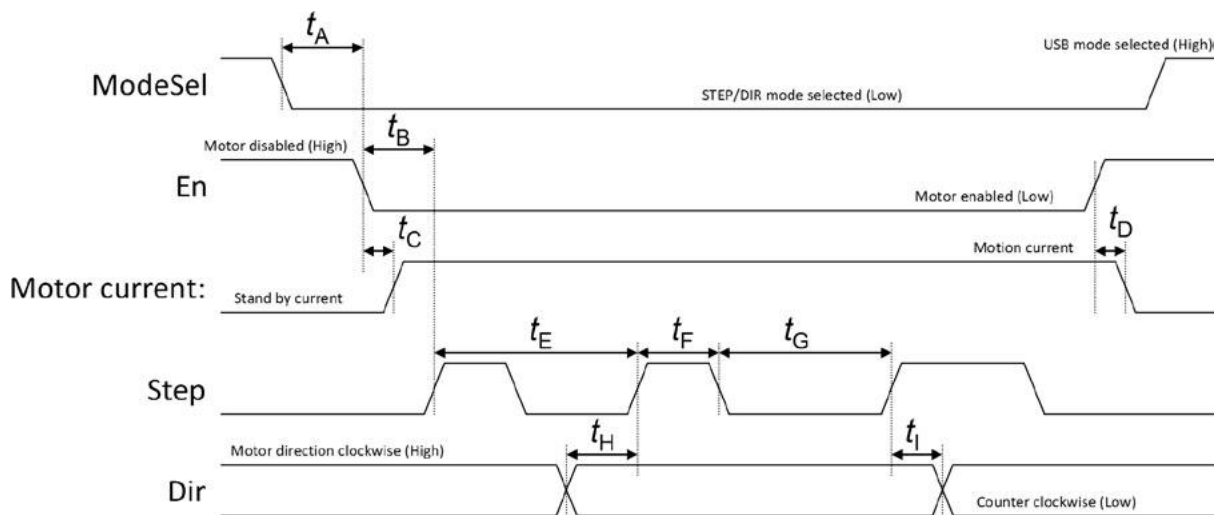 tA
USB mode selected (High)
ModeSel
STEP/DIR mode selected (Low)
tB
Motor disabled (High)
En
Motor enabled (Low)
tC
tD
Motion current
Motor current:
Stand by current
tE
tF
tG
Step
tH
tI
Motor direction clockwise (High)
Dir
Counter clockwise (Low)